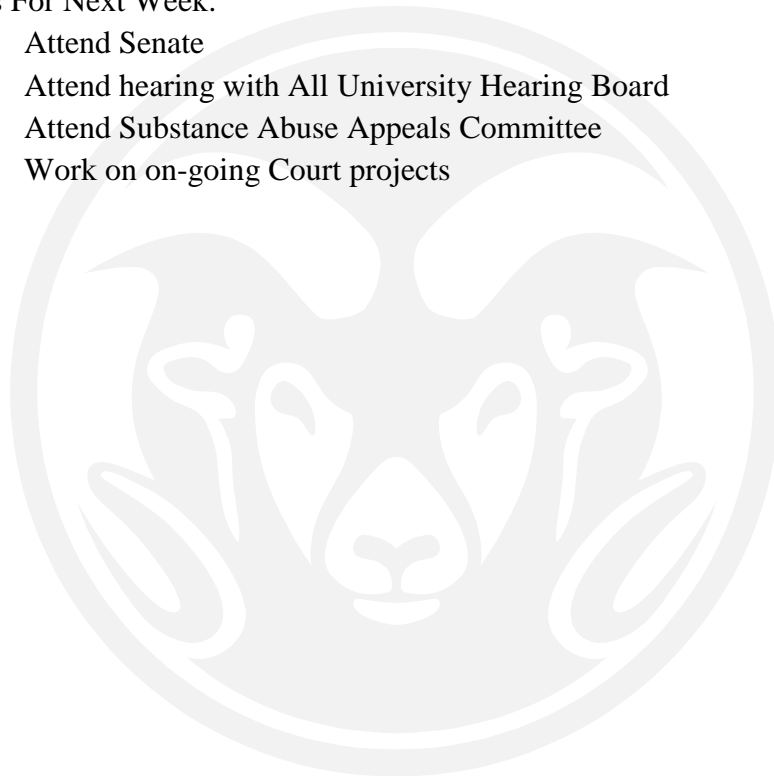 For Next Week:
Attend Senate
Attend hearing with All University Hearing Board
Attend Substance Abuse Appeals Committee
Work on on-going Court projects